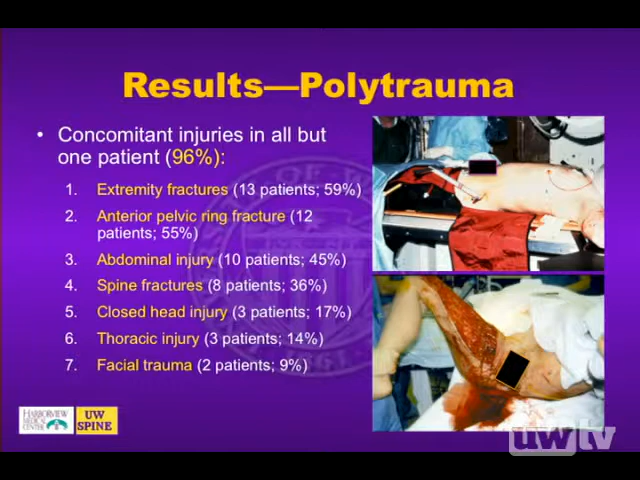 Results—Polytrauma
• Concomitant injuries in all but
one patient (96%):
1. Extremity fractures (13 patients; 59%)
2. Anterior pelvic ring fracture (12
patients; 55%)
3. Abdominal injury (10 patients; 45%)
4. Spine fractures (8 patients; 36%)
5. Closed head injury (3 patients; 17%)
6. Thoracic injury (3 patients; 14%)
7. Facial trauma (2 patients; 9%)
HARBORVIEW
MEDICAL
CENTER
UW
SPINE
uwtv